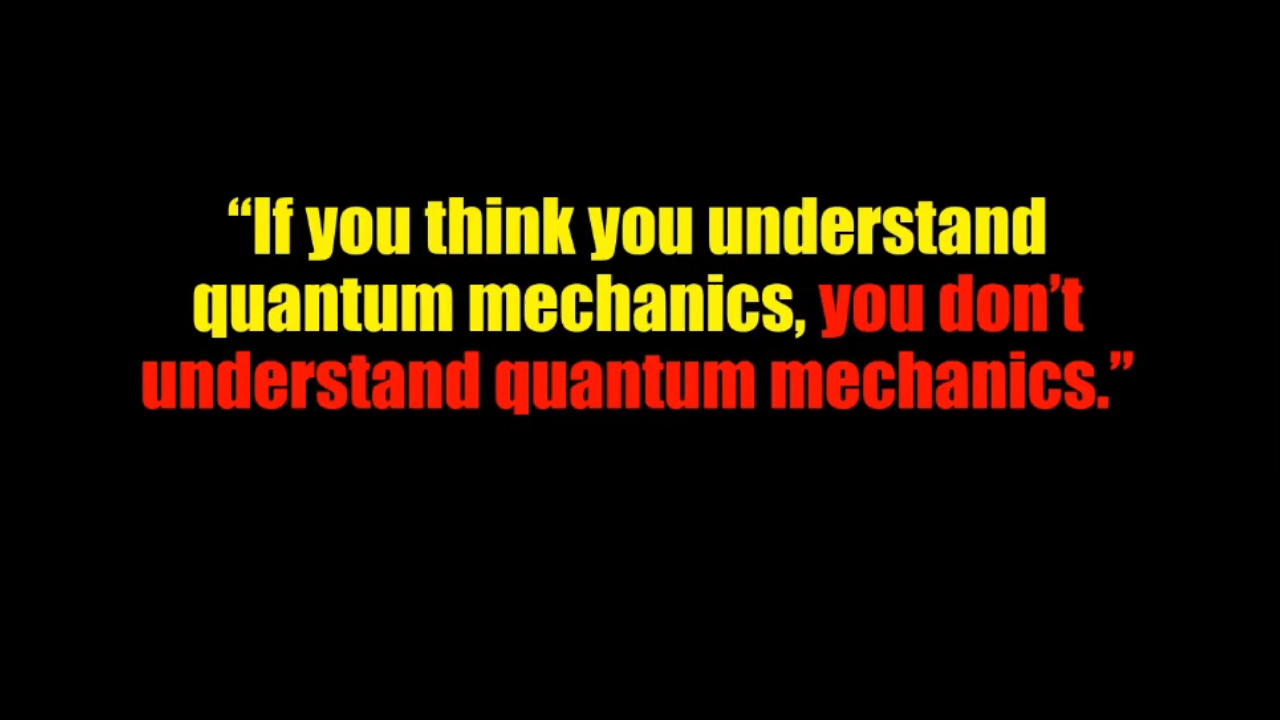 “If you think you understand
quantum mechanics, you don’t
understand quantum mechanics.”